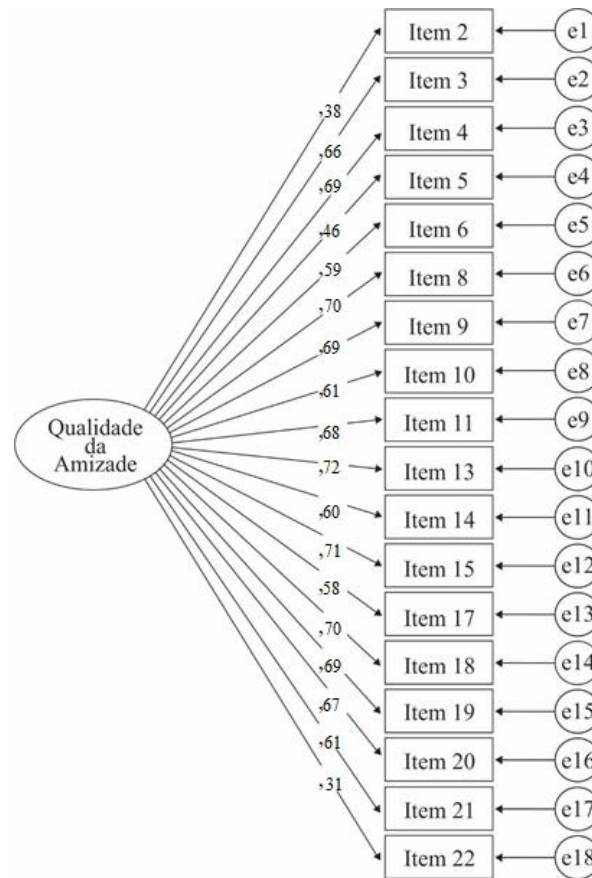 Item 2
e1
Item 3
e2
,38
Item 4
e3
,66
Item 5
e4
,69
Item 6
e5
,46
Item 8
e6
,59
Item 9
e7
,70
Item 10
e8
,69
Item 11
e9
,61
Qualidade
da
Amizade
Item 13
e10
,68
Item 14
e11
,72
Item 15
e12
,60
Item 17
e13
,71
Item 18
e14
,58
Item 19
e15
,70
Item 20
e16
,69
Item 21
e17
,67
Item 22
e18
,61
,31